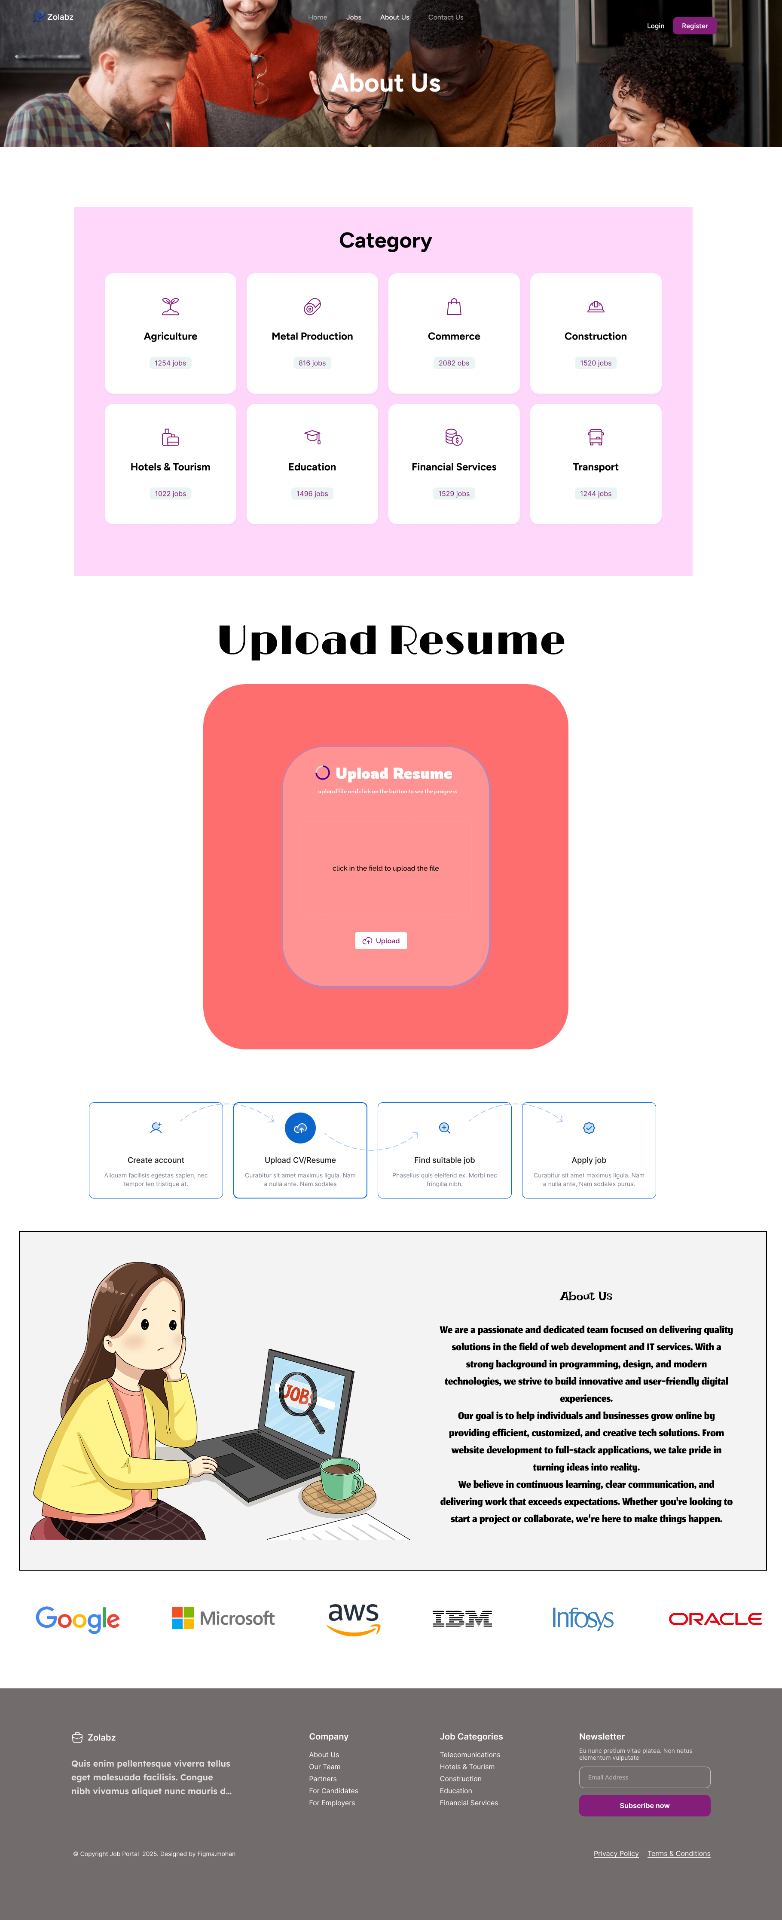 Zolabz
Home Jobs About Us Contact Us
Login Register
About Us
Category
Agriculture
1254 jobs
Metal Production
816 jobs
Commerce
2082 obs
Construction
1520 jobs
Hotels & Tourism
1022 jobs
Education
1496 jobs
Financial Services
1529 jobs
Transport
1244 jobs
Upload Resume
Upload Resume
upload file and click on the button to see the progress
click in the field to upload the file
Upload
Create account
Aliquam facilisis egestas sapien, nec
tempor leo tristique at.
Upload CV/Resume
Curabitur sit amet maximus ligula. Nam
a nulla ante. Nam sodales
Find suitable job
Phasellus quis eleifend ex. Morbi nec
fringilla nibh.
Apply job
Curabitur sit amet maximus ligula. Nam
a nulla ante, Nam sodales purus.
JOB
About Us
We are a passionate and dedicated team focused on delivering quality
solutions in the field of web development and IT services. With a
strong background in programming, design, and modern
technologies, we strive to build innovative and user-friendly digital
experiences.
Our goal is to help individuals and businesses grow online by
providing efficient, customized, and creative tech solutions. From
website development to full-stack applications, we take pride in
turning ideas into reality.
We believe in continuous learning, clear communication, and
delivering work that exceeds expectations. Whether you're looking to
start a project or collaborate, we're here to make things happen.
Google
Microsoft
aws
IBM
Infosys
ORACLE
Zolabz
Quis enim pellentesque viverra tellus
eget malesuada facilisis. Congue
nibh vivamus aliquet nunc mauris d...
Company
About Us
Our Team
Partners
For Candidates
For Employers
Job Categories
Telecomunications
Hotels & Tourism
Construction
Education
Financial Services
Newsletter
Eu nunc pretium vitae platea. Non netus
elementum vulputate
Email Address
Subscribe now
© Copyright Job Portal 2025. Designed by Figma.mohan
Privacy Policy Terms & Conditions